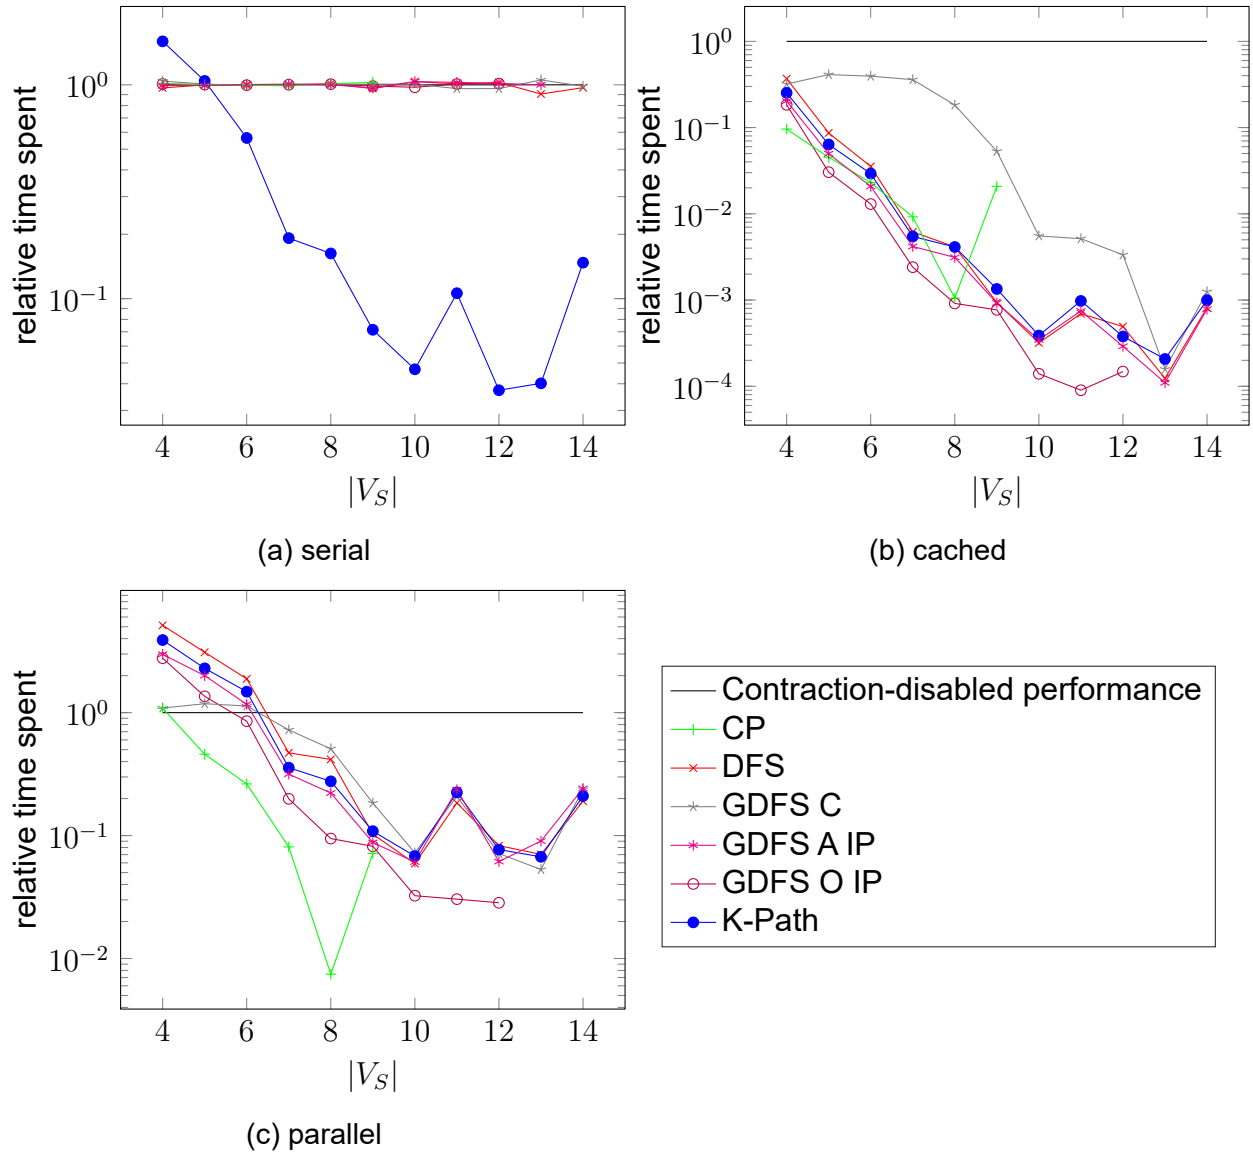 relative time spent
10^0
10^{-1}
4 6 8 10 12 14
|V_S|
(a) serial
relative time spent
10^0
10^{-1}
10^{-2}
10^{-3}
10^{-4}
4 6 8 10 12 14
|V_S|
(b) cached
relative time spent
10^0
10^{-1}
10^{-2}
4 6 8 10 12 14
|V_S|
(c) parallel
Contraction-disabled performance
CP
DFS
GDFS C
GDFS A IP
GDFS O IP
K-Path